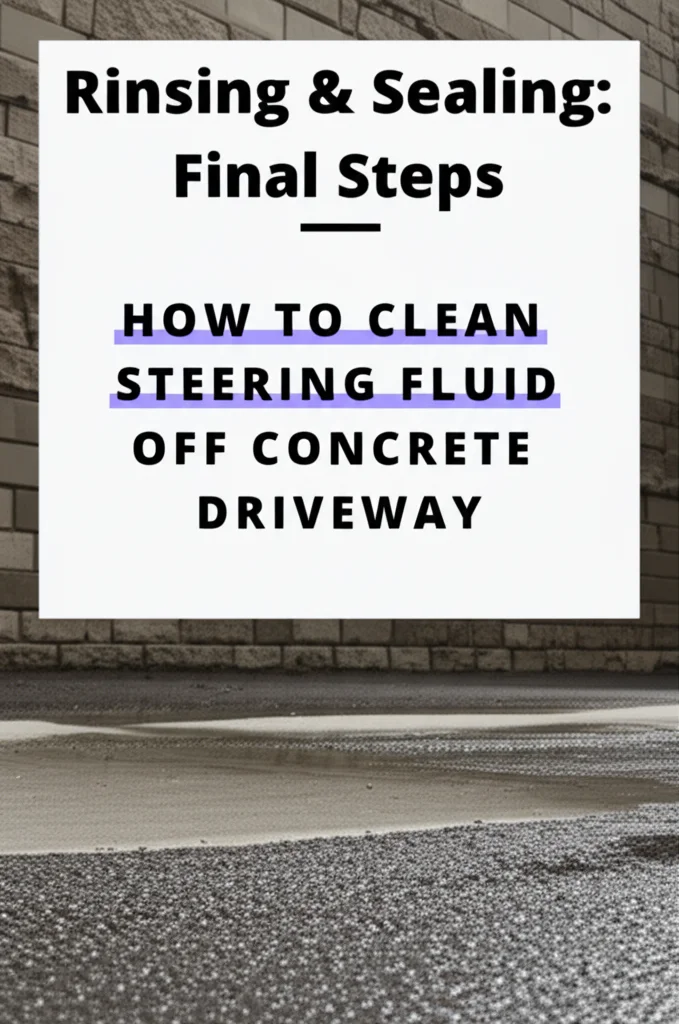 Rinsing & Sealing:
Final Steps
HOW TO CLEAN
STEERING FLUID
OFF CONCRETE
DRIVEWAY